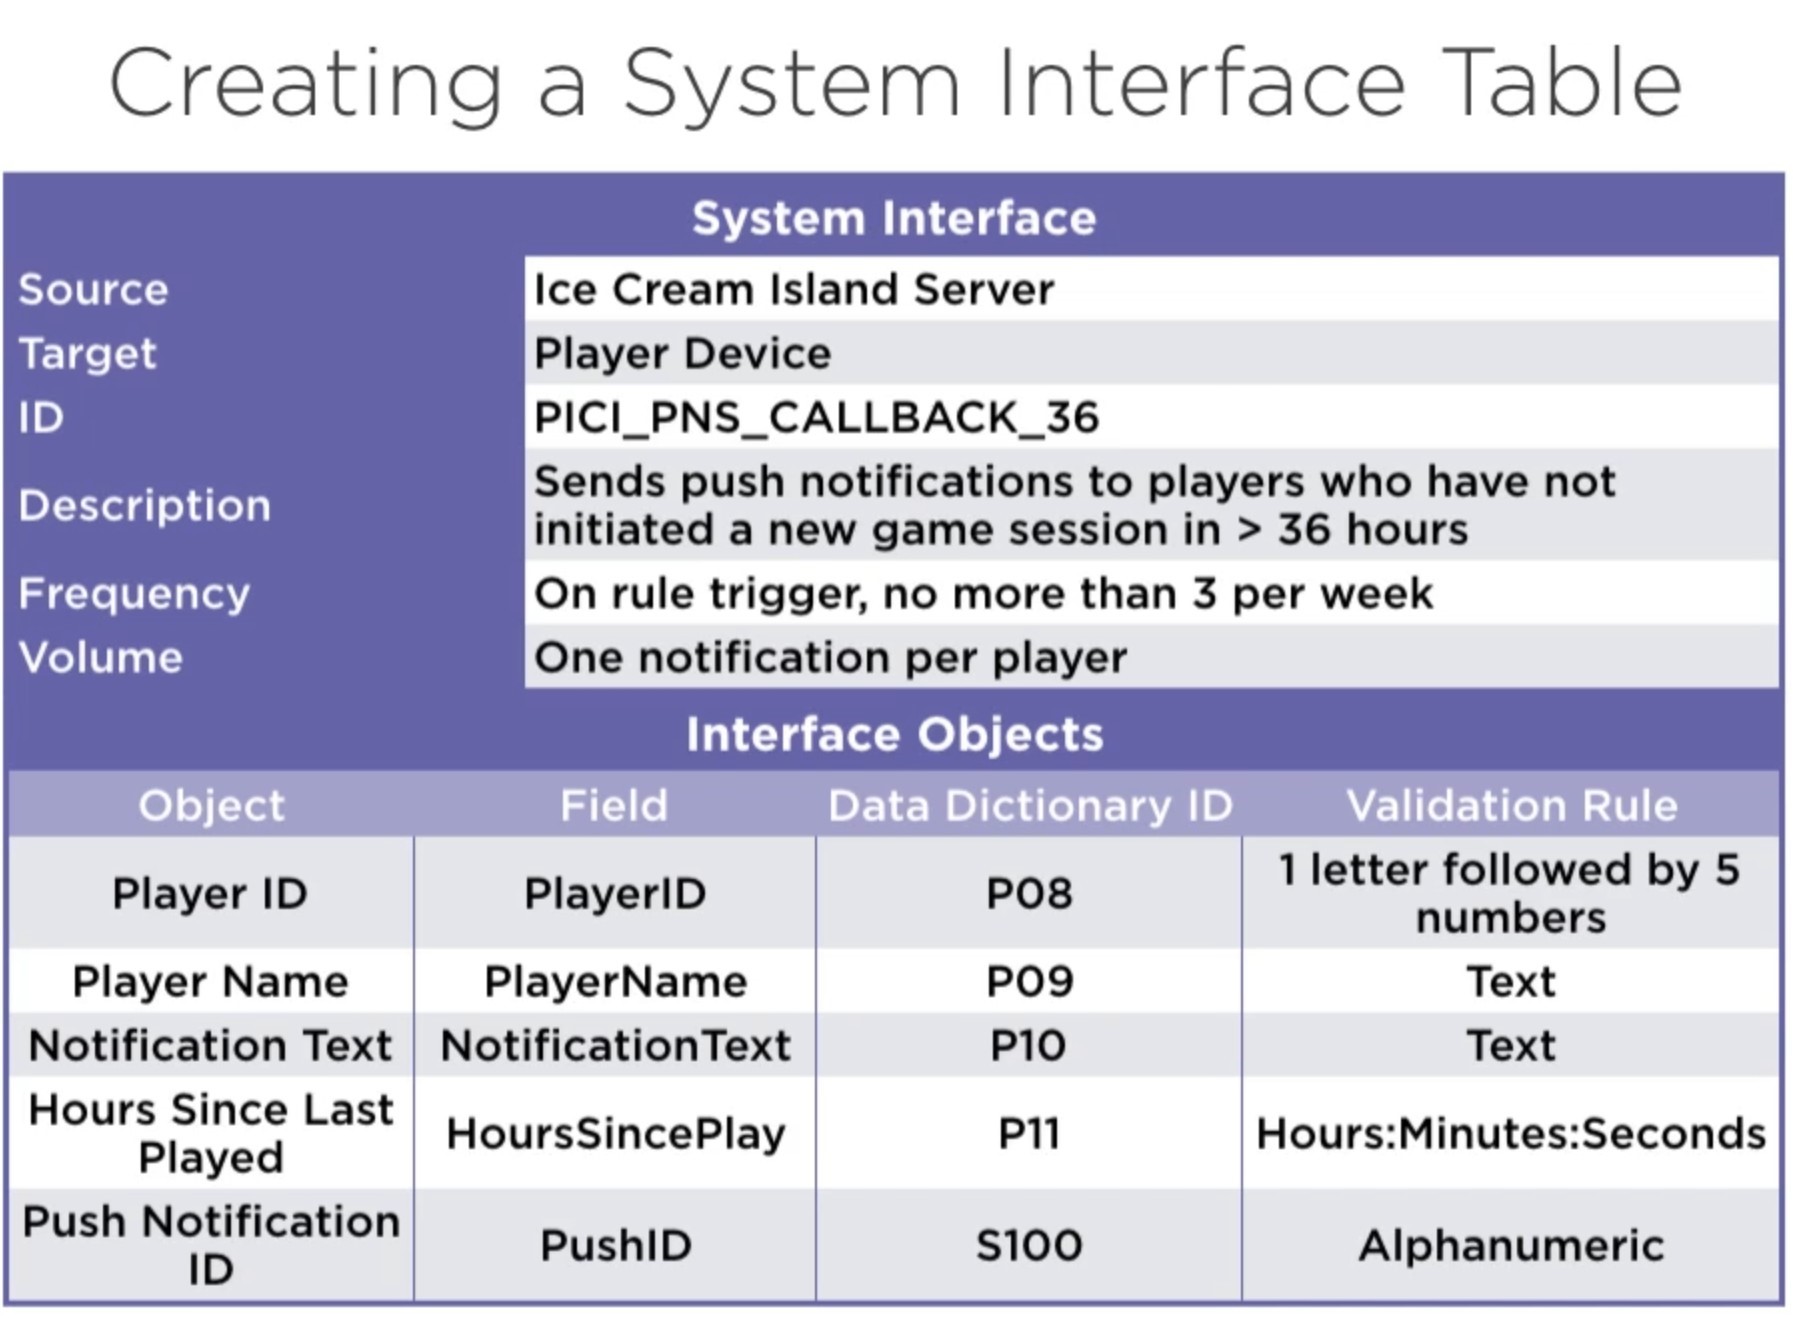 Creating a System Interface Table
System Interface
Source
Ice Cream Island Server
Target
Player Device
ID
PICI_PNS_CALLBACK_36
Description
Sends push notifications to players who have not
initiated a new game session in > 36 hours
Frequency
On rule trigger, no more than 3 per week
Volume
One notification per player
Interface Objects
Object Field Data Dictionary ID Validation Rule
Player ID
PlayerID
P08
1 letter followed by 5
numbers
Player Name
PlayerName
P09
Text
Notification Text
NotificationText
P10
Text
Hours Since Last
Played
HoursSincePlay
P11
Hours:Minutes:Seconds
Push Notification
ID
PushID
S100
Alphanumeric